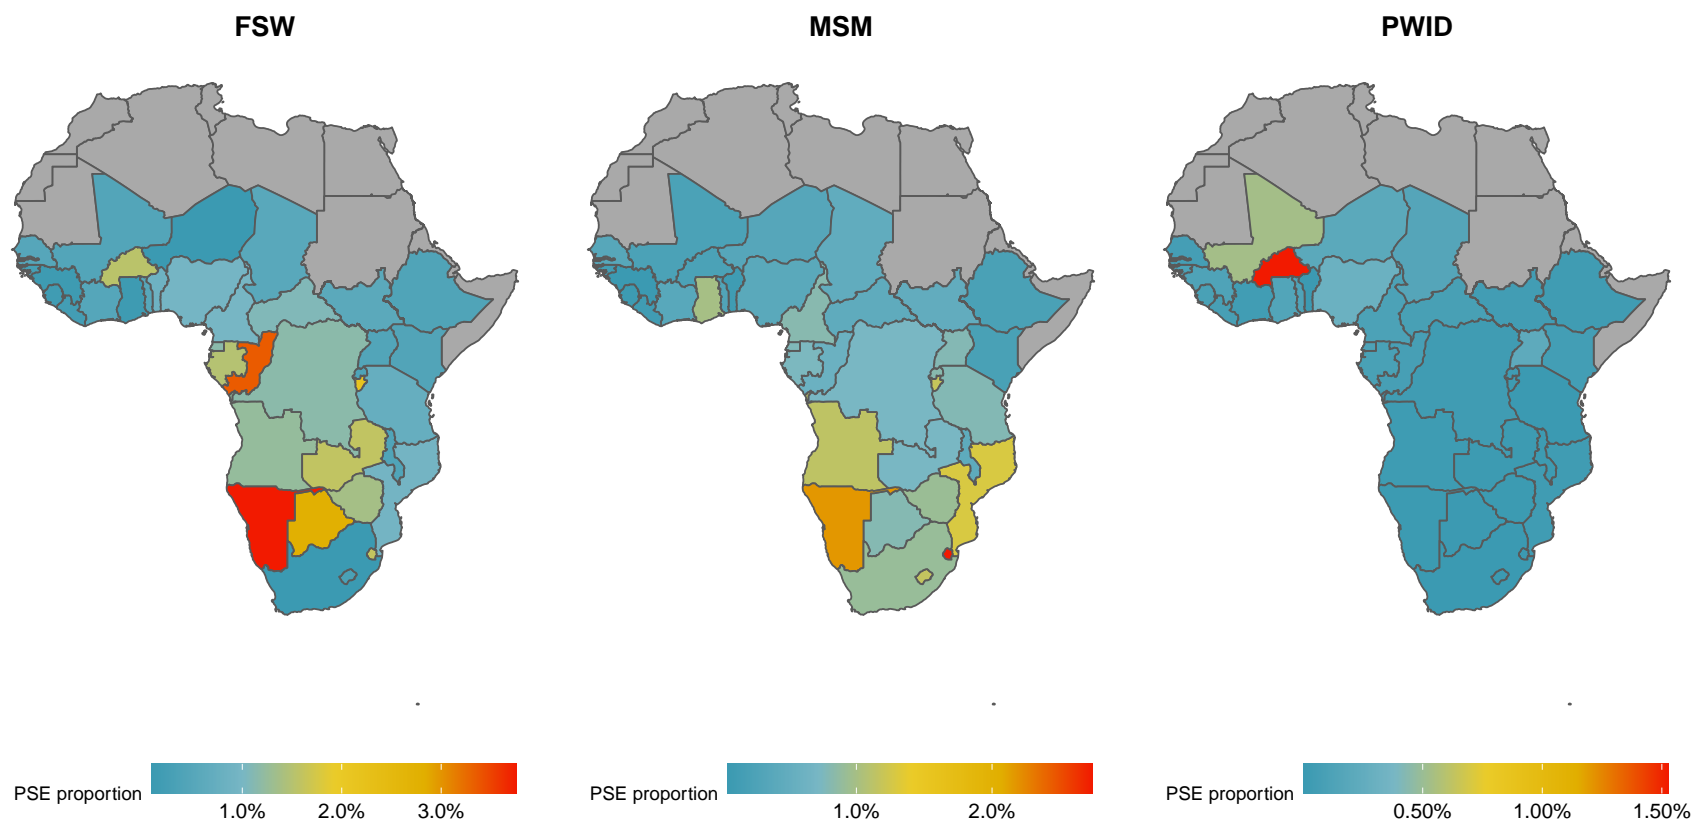 FSW
MSM
PWID
PSE proportion
1.0%
2.0%
3.0%
PSE proportion
1.0%
2.0%
PSE proportion
0.50%
1.00%
1.50%